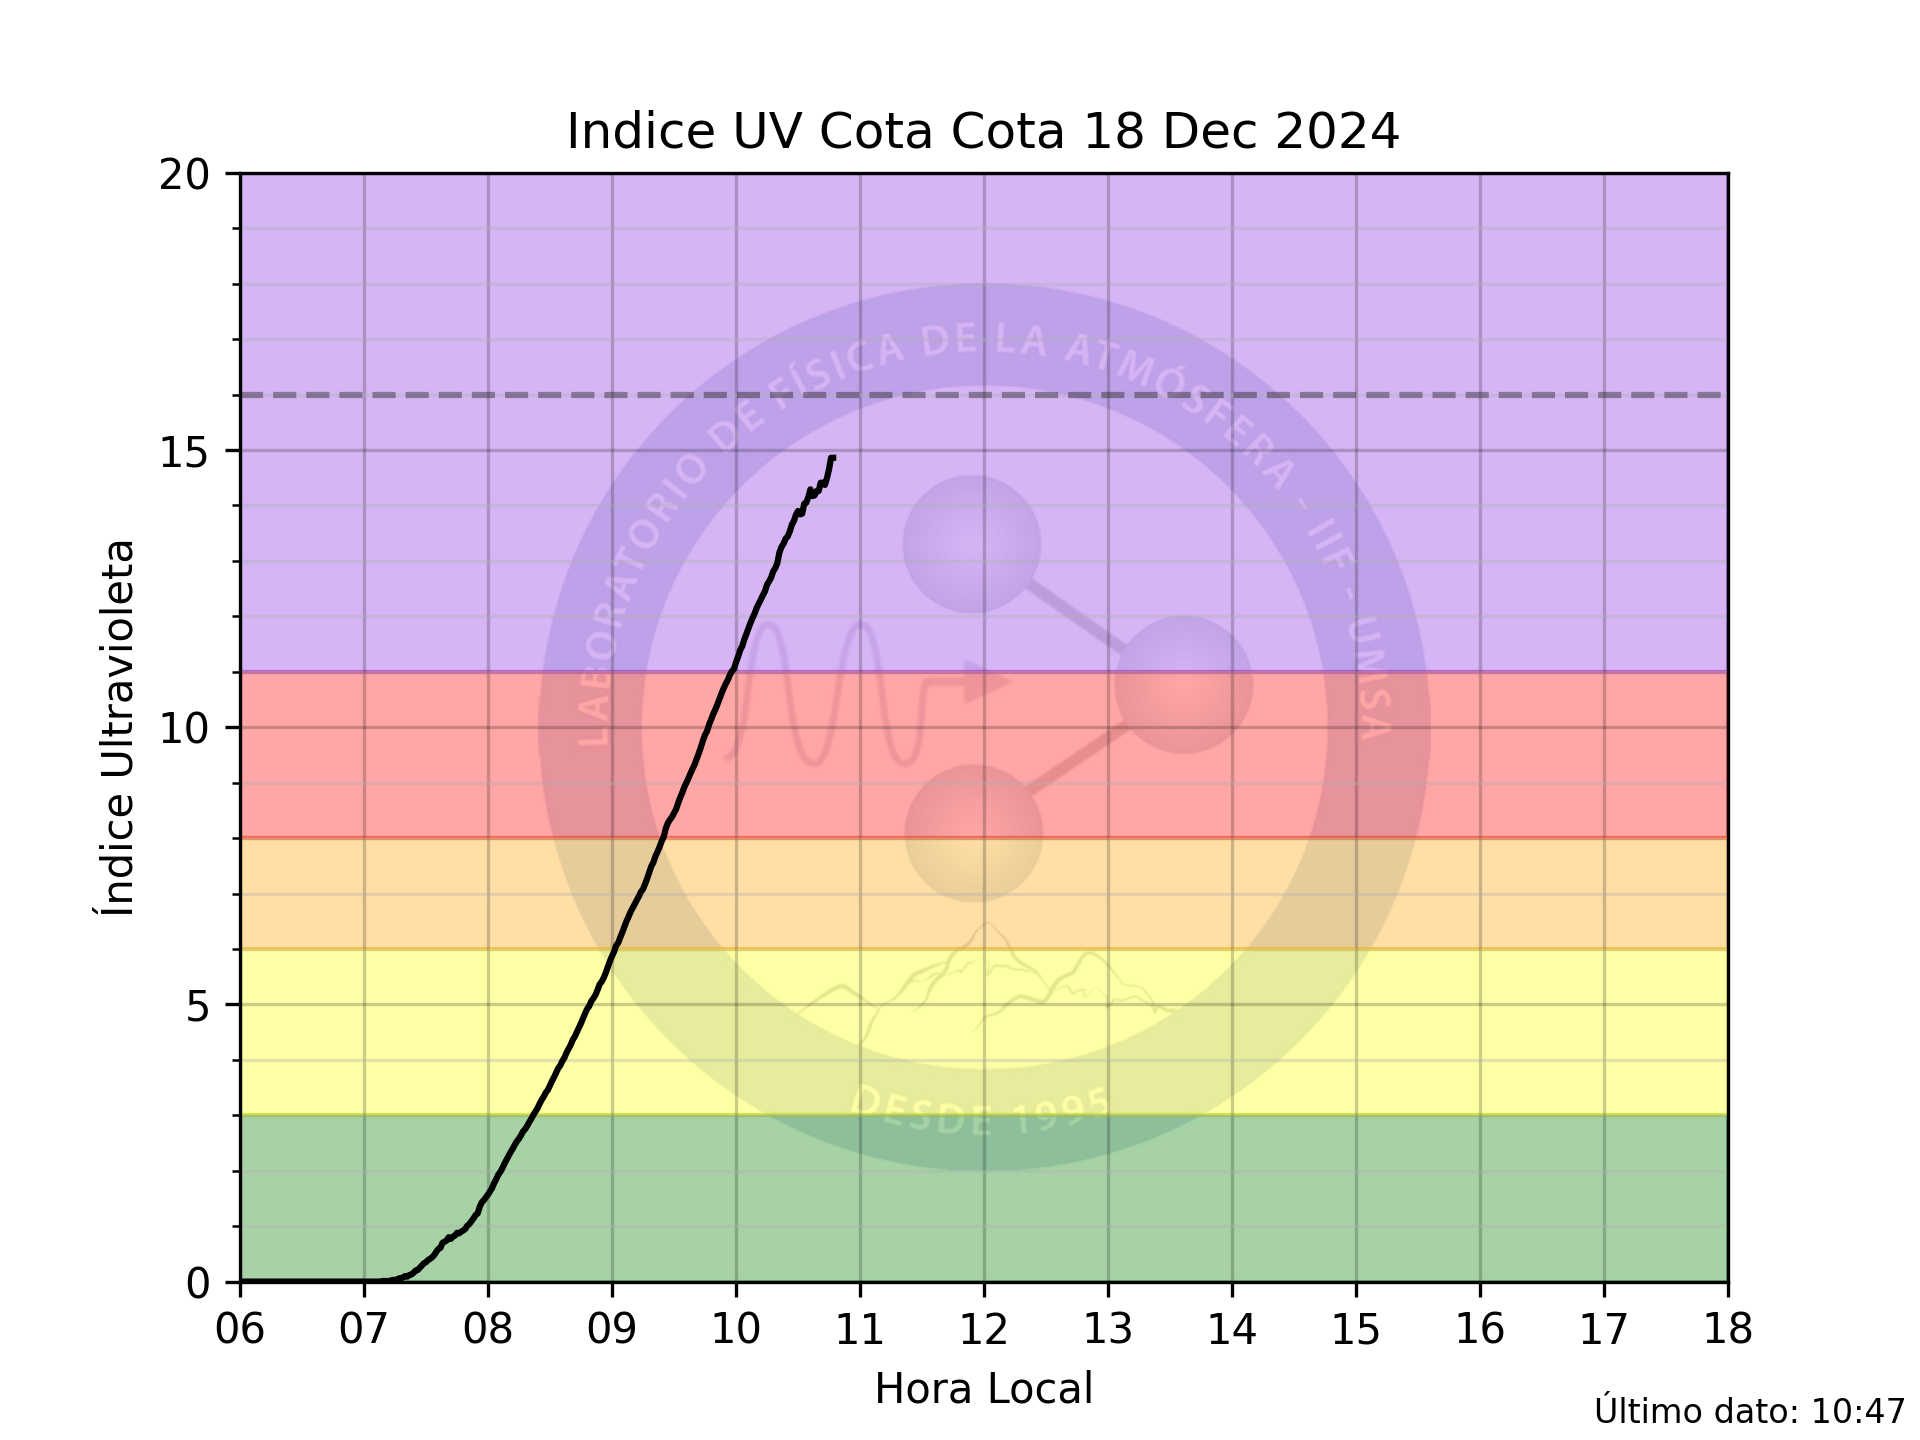 Indice UV Cota Cota 18 Dec 2024
20
15
10
5
0
Índice Ultravioleta
LABORATORIO DE FÍSICA DE LA ATMÓSFERA - IIF - UMSA
DESDE 1995
06 07 08 09 10 11 12 13 14 15 16 17 18
Hora Local
Último dato: 10:47